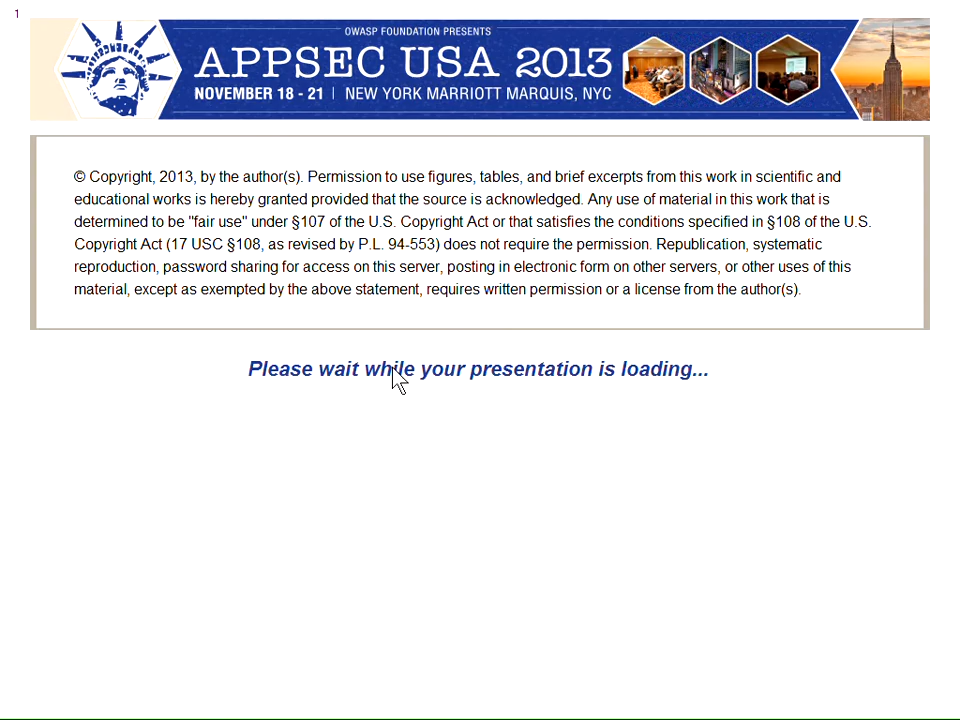 1
OWASP FOUNDATION PRESENTS
APPSEC USA 2013
NOVEMBER 18 - 21 | NEW YORK MARRIOTT MARQUIS, NYC
© Copyright, 2013, by the author(s). Permission to use figures, tables, and brief excerpts from this work in scientific and
educational works is hereby granted provided that the source is acknowledged. Any use of material in this work that is
determined to be "fair use" under §107 of the U.S. Copyright Act or that satisfies the conditions specified in §108 of the U.S.
Copyright Act (17 USC §108, as revised by P.L. 94-553) does not require the permission. Republication, systematic
reproduction, password sharing for access on this server, posting in electronic form on other servers, or other uses of this
material, except as exempted by the above statement, requires written permission or a license from the author(s).
Please wait while your presentation is loading...